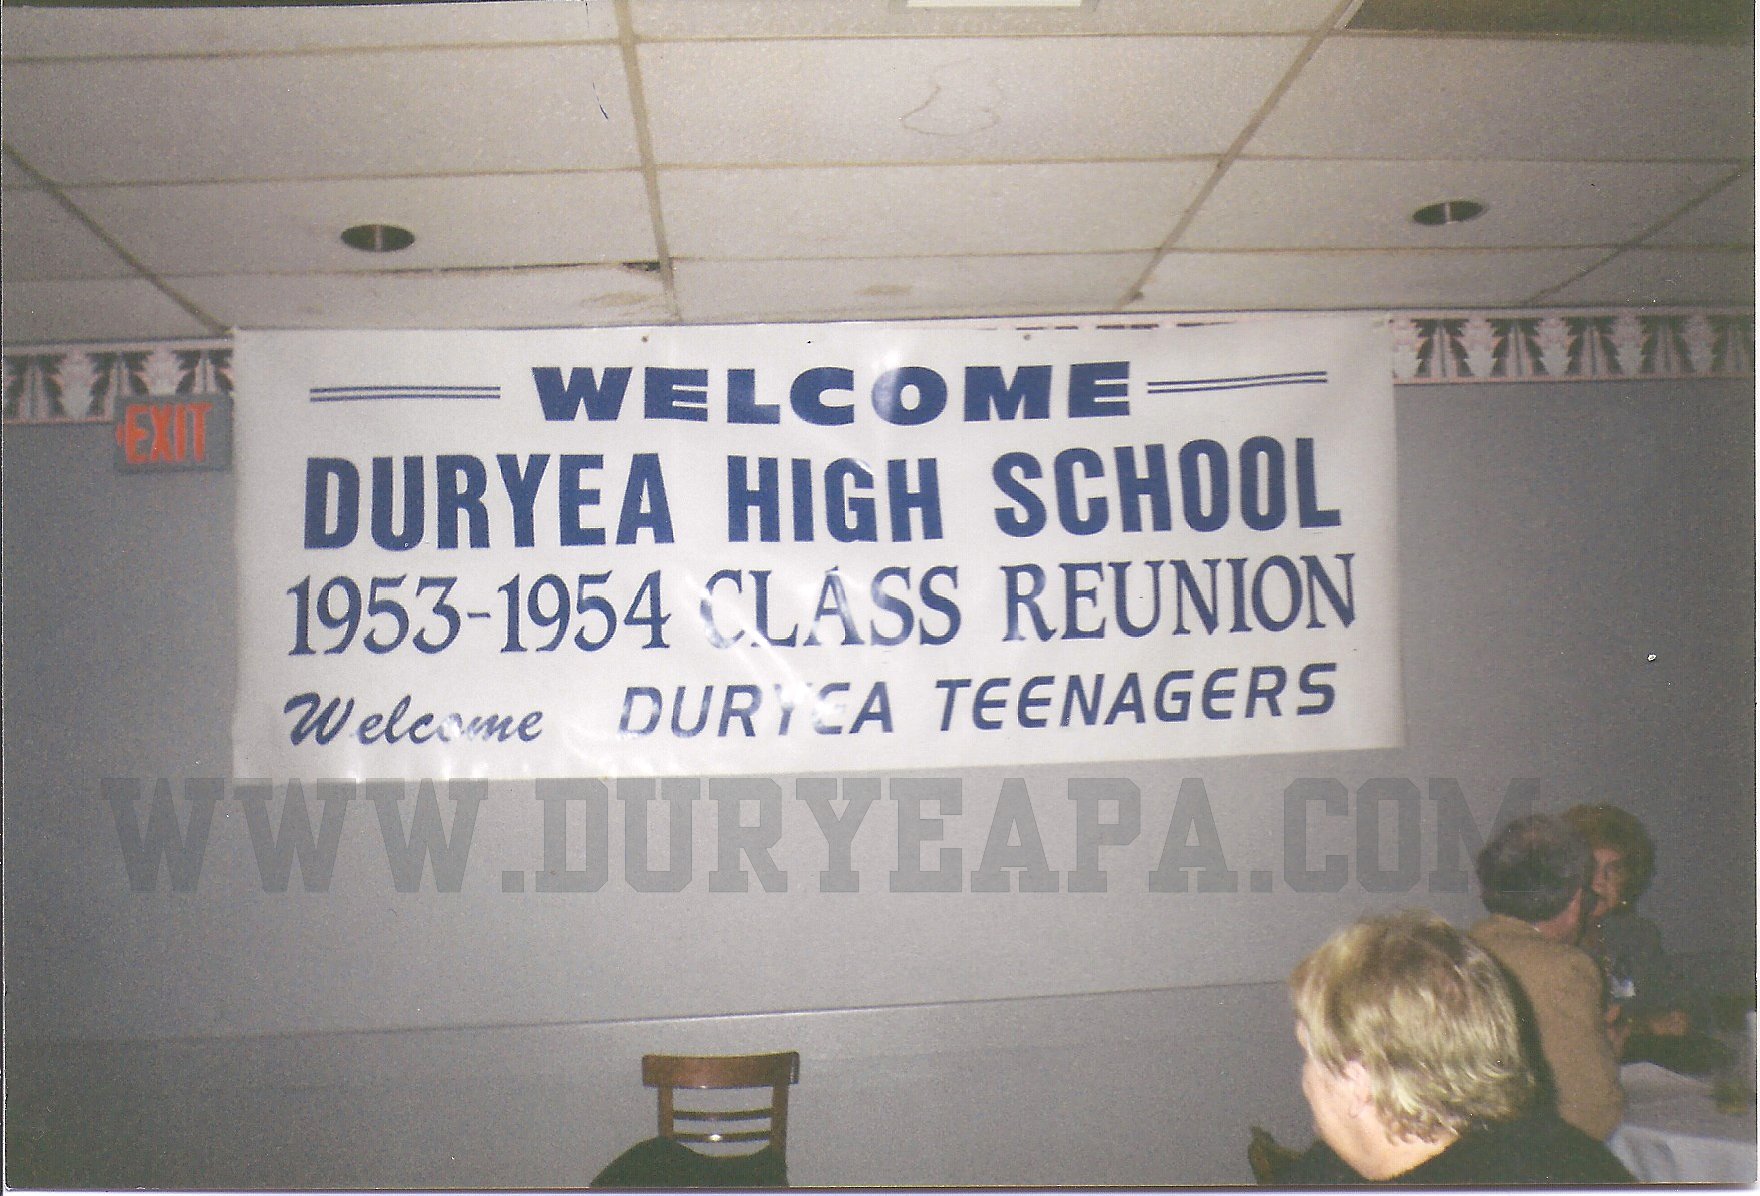 WELCOME
DURYEA HIGH SCHOOL
EXIT
1953-1954 CLASS REUNION
Welcome DURYEA TEENAGERS
WWW.DURYEAPA.COM